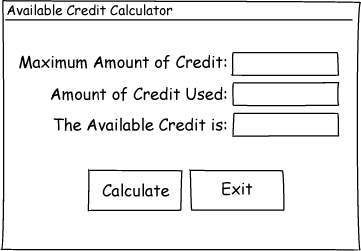 Available Credit Calculator
Maximum Amount of Credit:
Amount of Credit Used:
The Available Credit is:
Calculate
Exit